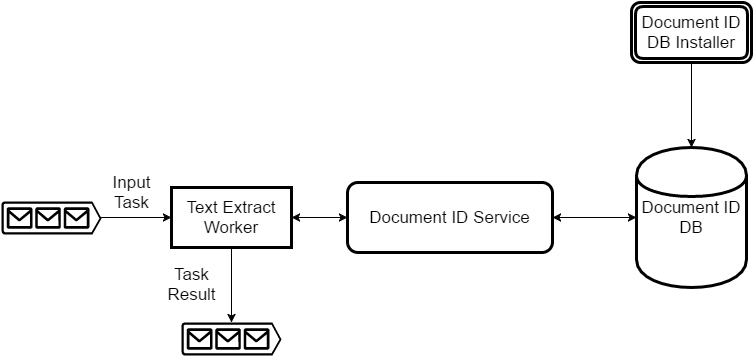 Document ID
DB Installer
Input
Task
Text Extract
Worker
Document ID Service
Document ID
DB
Task
Result